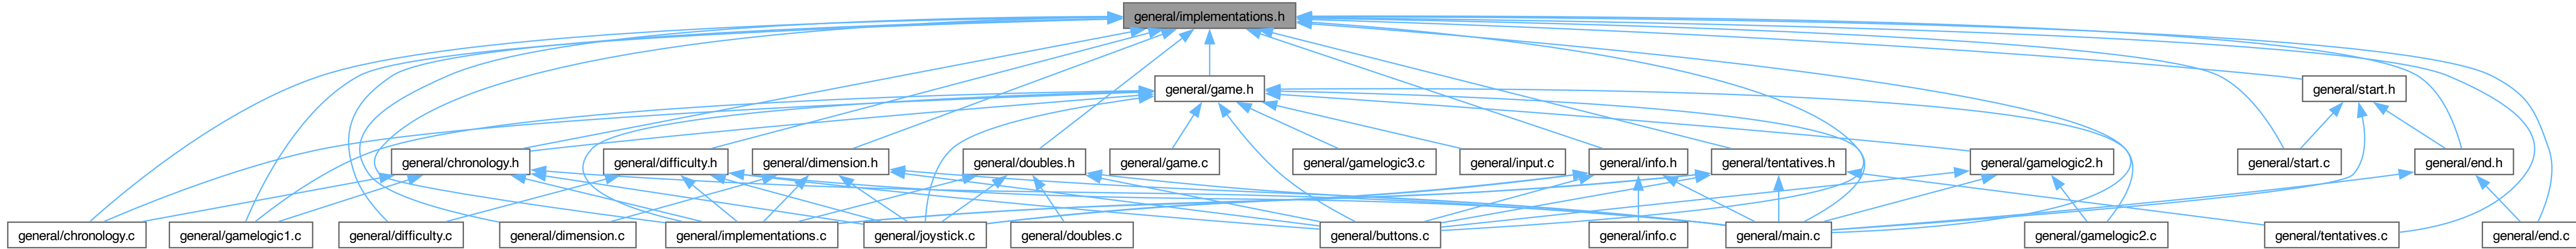 general/implementations.h
general/game.h
general/start.h
general/chronology.h
general/difficulty.h
general/dimension.h
general/doubles.h
general/game.c
general/gamelogic3.c
general/input.c
general/info.h
general/tentatives.h
general/gamelogic2.h
general/start.c
general/end.h
general/chronology.c
general/gamelogic1.c
general/difficulty.c
general/dimension.c
general/implementations.c
general/joystick.c
general/doubles.c
general/buttons.c
general/info.c
general/main.c
general/gamelogic2.c
general/tentatives.c
general/end.c